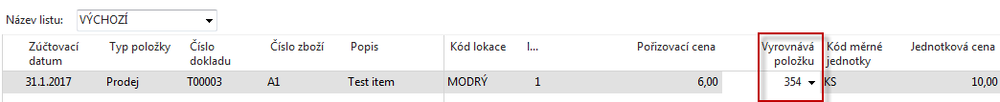 Název listu: VÝCHOZÍ
Zúčtovací datum Typ položky Číslo dokladu Číslo zboží Popis Kód lokace I... Pořizovací cena Vyrovnává položku Kód měrné jednotky Jednotková cena
31.1.2017 Prodej T00003 A1 Test item MODRÝ 1 6,00 354 KS 10,00